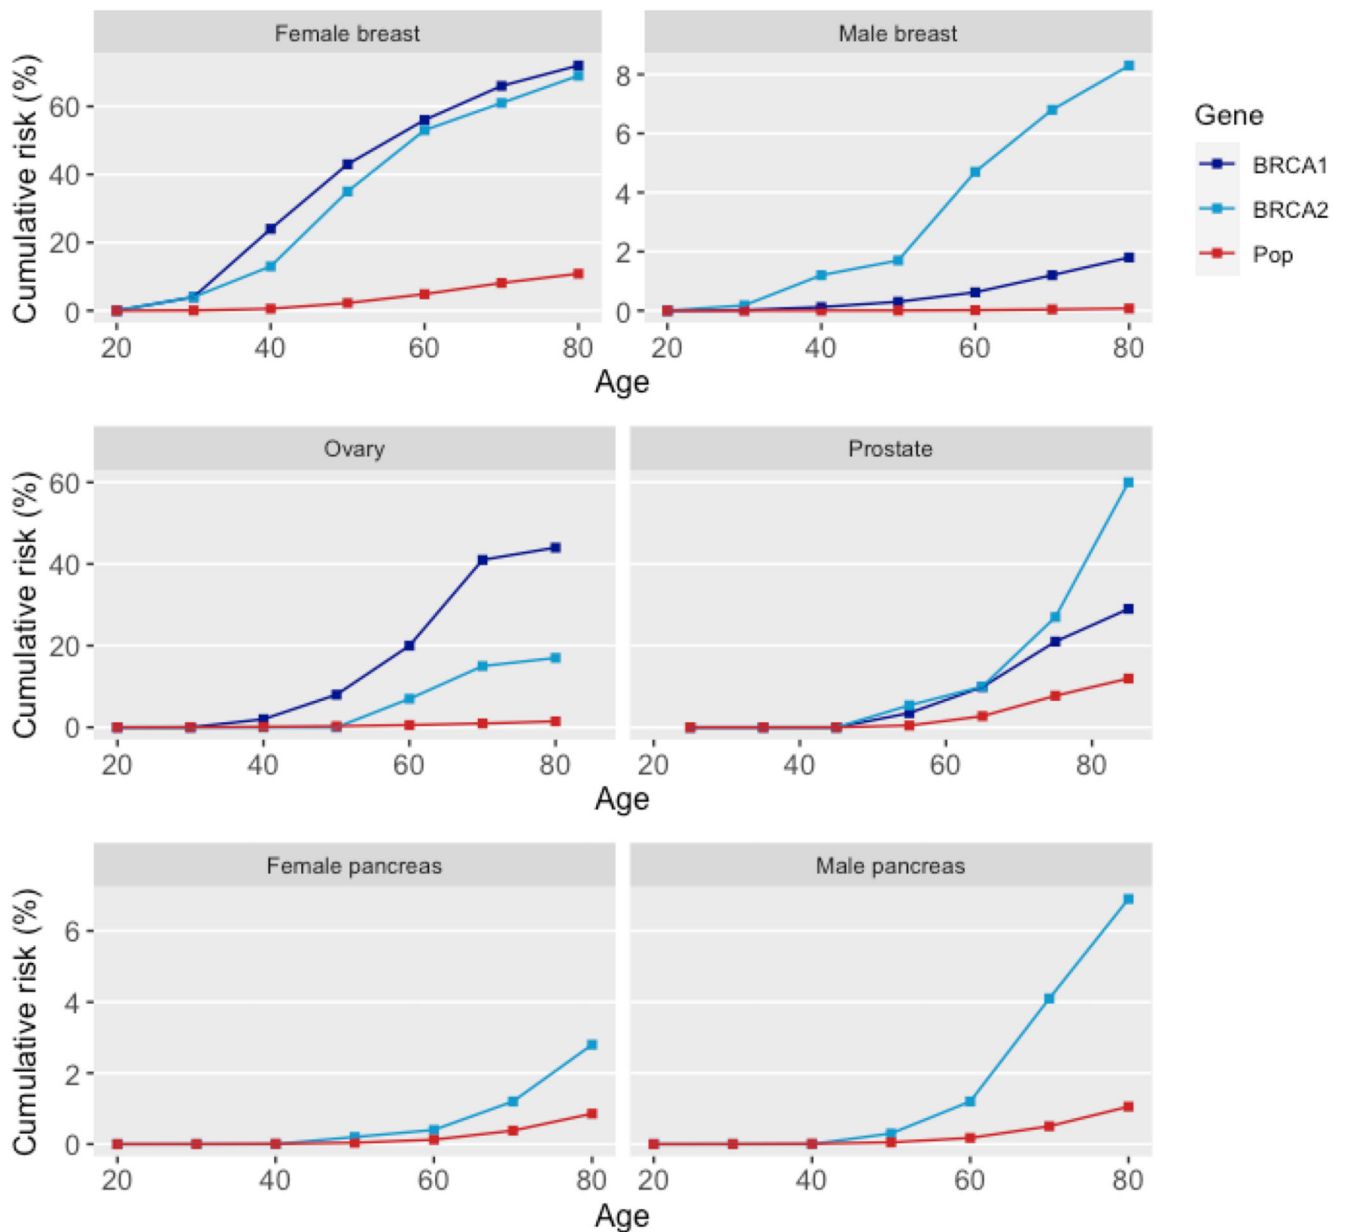 Female breast
Male breast
Cumulative risk (%)
60
40
20
0
8
6
4
2
0
20 40 60 80
20 40 60 80
Age
Gene
BRCA1
BRCA2
Pop
Ovary
Prostate
Cumulative risk (%)
60
40
20
0
20 40 60 80
20 40 60 80
Age
Female pancreas
Male pancreas
Cumulative risk (%)
6
4
2
0
20 40 60 80
20 40 60 80
Age